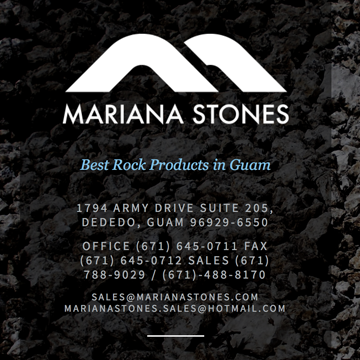 MARIANA STONES
Best Rock Products in Guam
1794 ARMY DRIVE SUITE 205,
DEDEDO, GUAM 96929-6550
OFFICE (671) 645-0711 FAX
(671) 645-0712 SALES (671)
788-9029 / (671)-488-8170
SALES@MARIANASTONES.COM
MARIANASTONES.SALES@HOTMAIL.COM